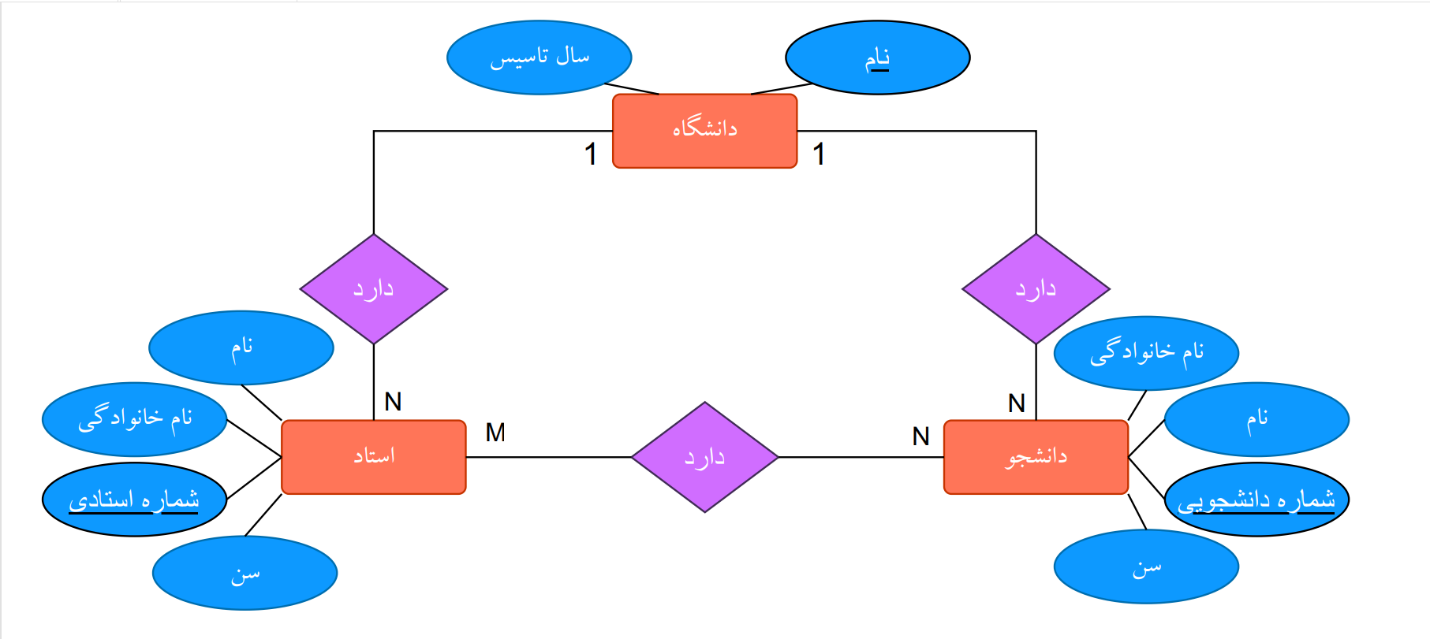 نام
سال تاسیس
دانشگاه
1
1
دارد
دارد
نام
نام خانوادگی
نام خانوادگی
نام
N
N
M
N
استاد
دارد
دانشجو
شماره استادی
شماره دانشجویی
سن
سن